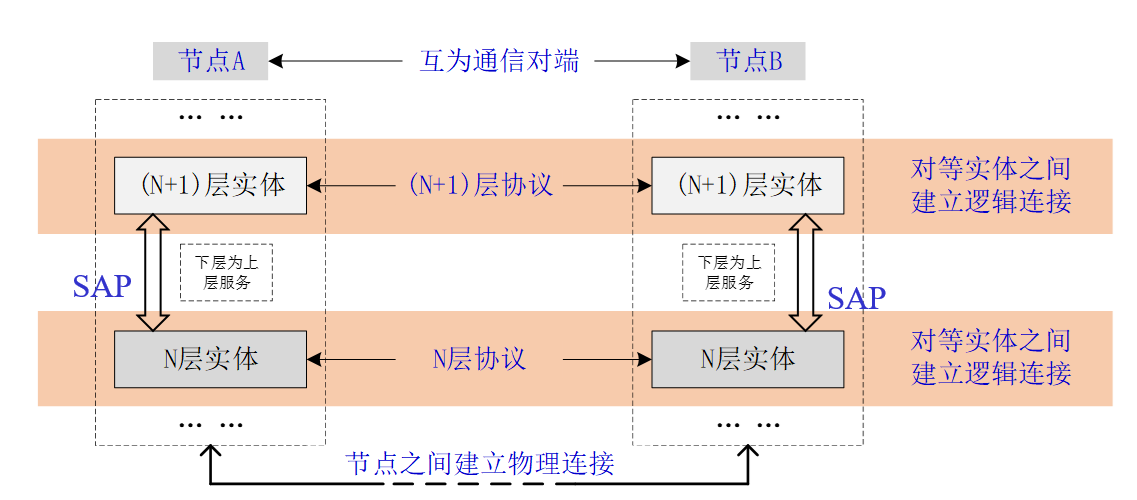 节点A
互为通信对端
节点B
… …
… …
(N+1)层实体
(N+1)层协议
(N+1)层实体
对等实体之间
建立逻辑连接
SAP
下层为上
层服务
下层为上
层服务
SAP
N层实体
N层协议
N层实体
对等实体之间
建立逻辑连接
… …
… …
节点之间建立物理连接